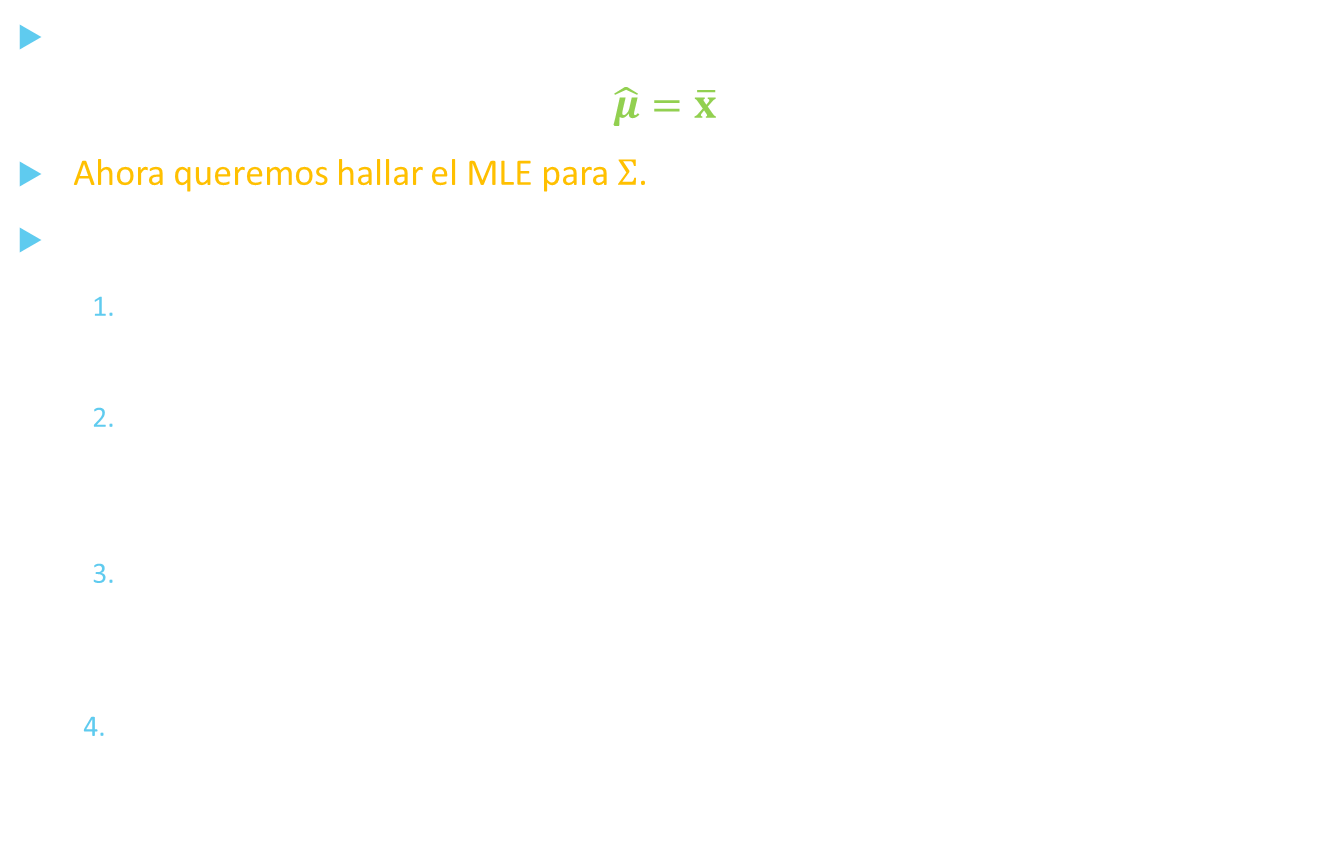 𝝁̂ = 𝐱̄
Ahora queremos hallar el MLE para Σ.
1.
2.
3.
4.